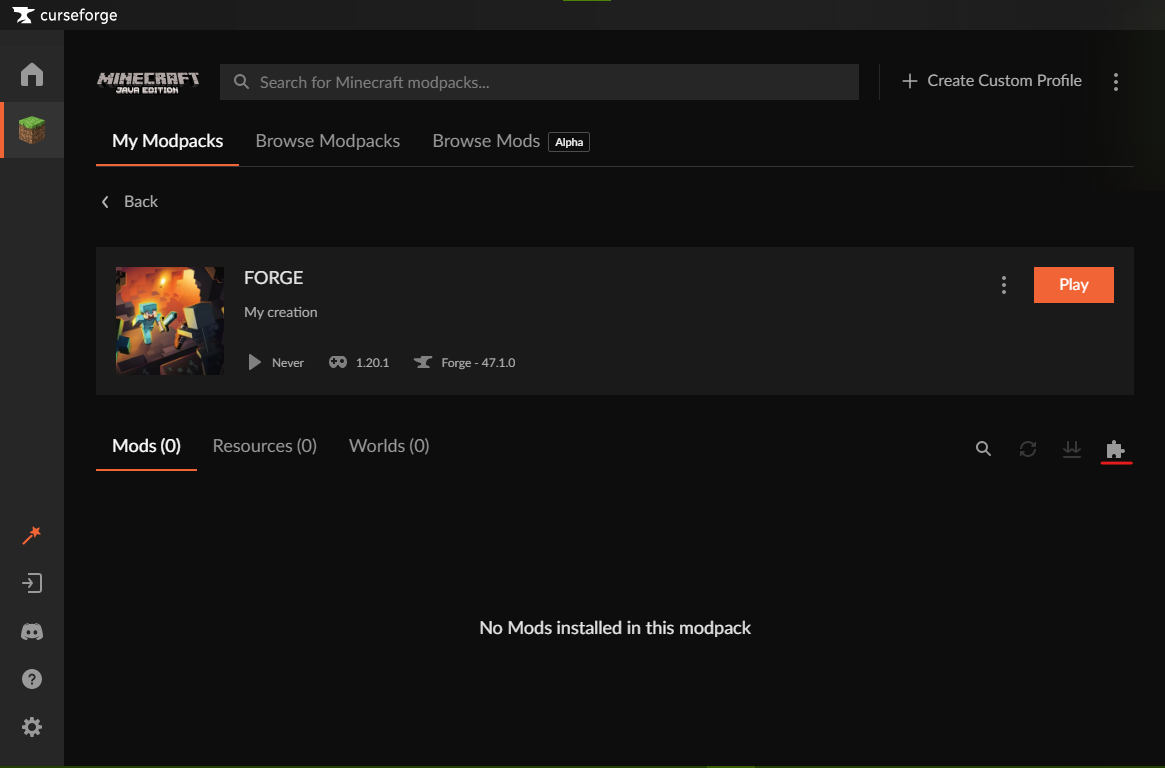 curseforge
MINECRAFT
JAVA EDITION
Search for Minecraft modpacks...
Create Custom Profile
My Modpacks
Browse Modpacks
Browse Mods
Alpha
Back
FORGE
My creation
Play
Never
1.20.1
Forge - 47.1.0
Mods (0)
Resources (0)
Worlds (0)
No Mods installed in this modpack